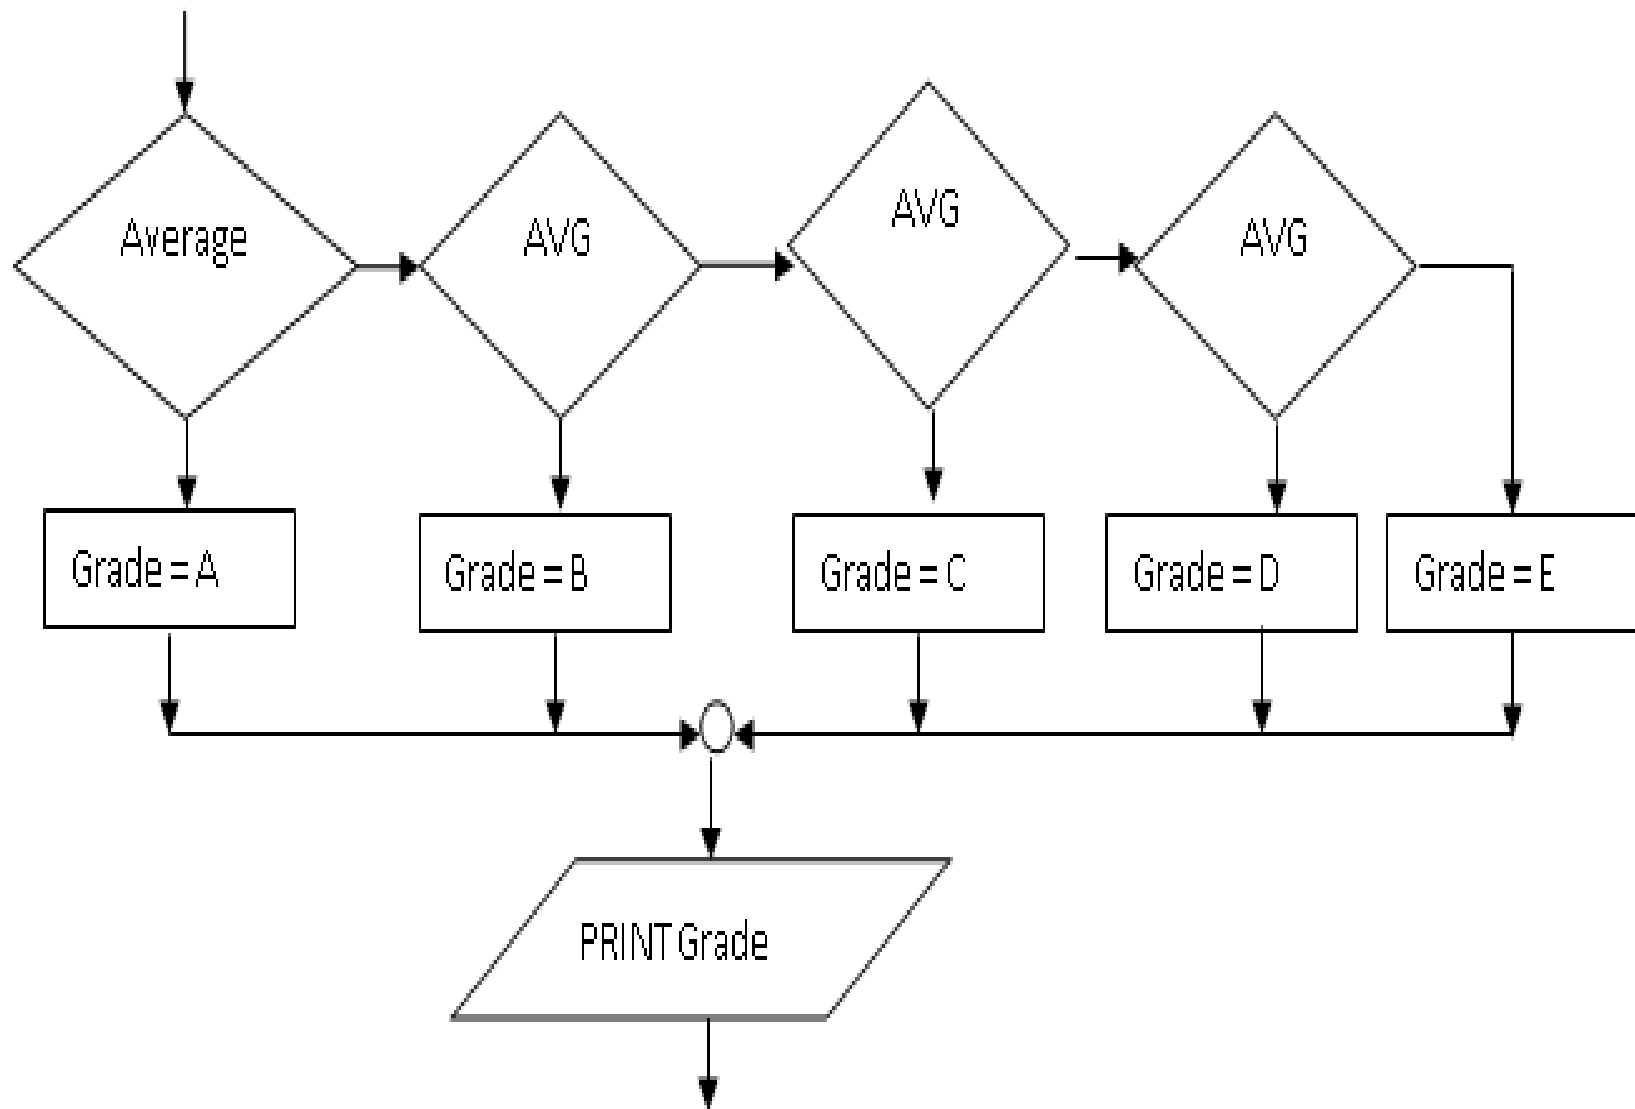 Average
AVG
AVG
AVG
Grade = A
Grade = B
Grade = C
Grade = D
Grade = E
PRINT Grade